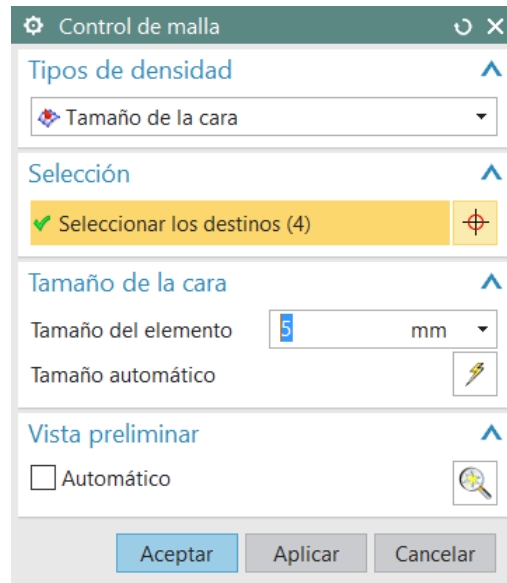 Control de malla
Tipos de densidad
Tamaño de la cara
Selección
Seleccionar los destinos (4)
Tamaño de la cara
Tamaño del elemento 5 mm
Tamaño automático
Vista preliminar
Automático
Aceptar Aplicar Cancelar